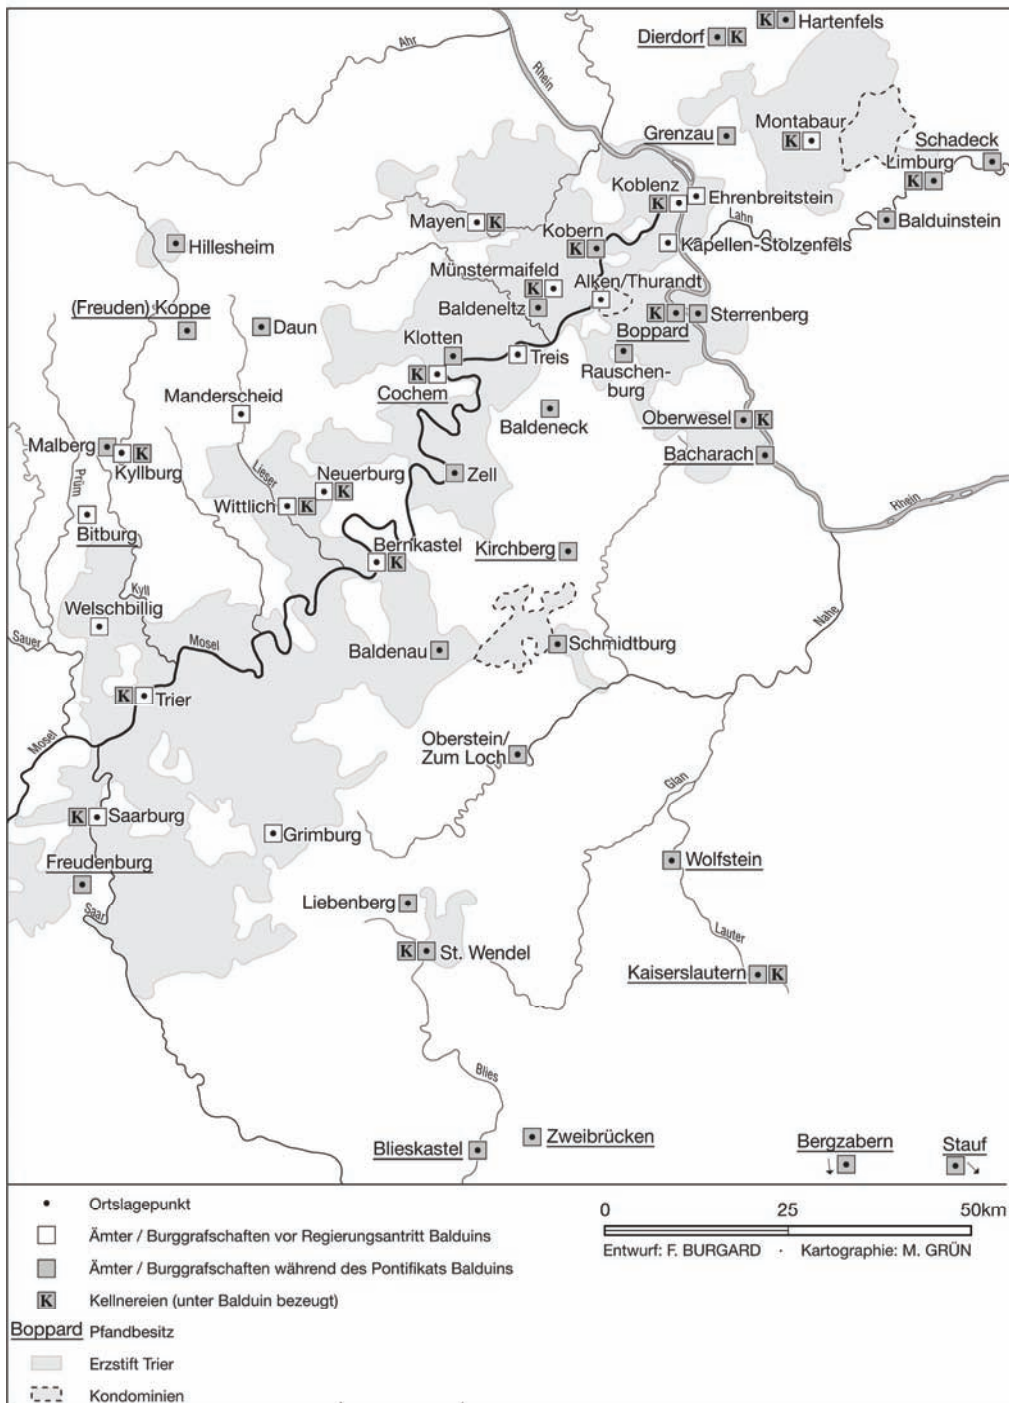 Hartenfels
K
Dierdorf
K
Ahr
Rhein
Grenzau
Montabaur
K
Schadeck
Limburg
K
Koblenz
K
Ehrenbreitstein
Lahn
Balduinstein
Mayen
K
Kobern
K
Kapellen-Stolzenfels
Hillesheim
Münstermaifeld
K
Alken/Thurandt
Baldeneltz
(Freuden) Koppe
Daun
K
Sterrenberg
Boppard
Klotten
Treis
Rauschen-
burg
K
Cochem
Manderscheid
Baldeneck
Oberwesel
K
Malberg
K
Kyllburg
Bacharach
Prüm
Lieser
Neuerburg
K
Zell
Wittlich
K
Rhein
Bitburg
Bernkastel
K
Kirchberg
Kyll
Welschbillig
Nahe
Sauer
Mosel
Baldenau
Schmidtburg
K
Trier
Mosel
Oberstein/
Zum Loch
Glan
K
Saarburg
Grimburg
Freudenburg
Wolfstein
Saar
Liebenberg
Lauter
K
St. Wendel
Kaiserslautern
K
Blies
Zweibrücken
Blieskastel
Bergzabern
Stauf
Ortslagepunkt
0 25 50km
Ämter / Burggrafschaften vor Regierungsantritt Balduins
Entwurf: F. BURGARD · Kartographie: M. GRÜN
Ämter / Burggrafschaften während des Pontifikats Balduins
K Kellnereien (unter Balduin bezeugt)
Boppard Pfandbesitz
Erzstift Trier
Kondominien